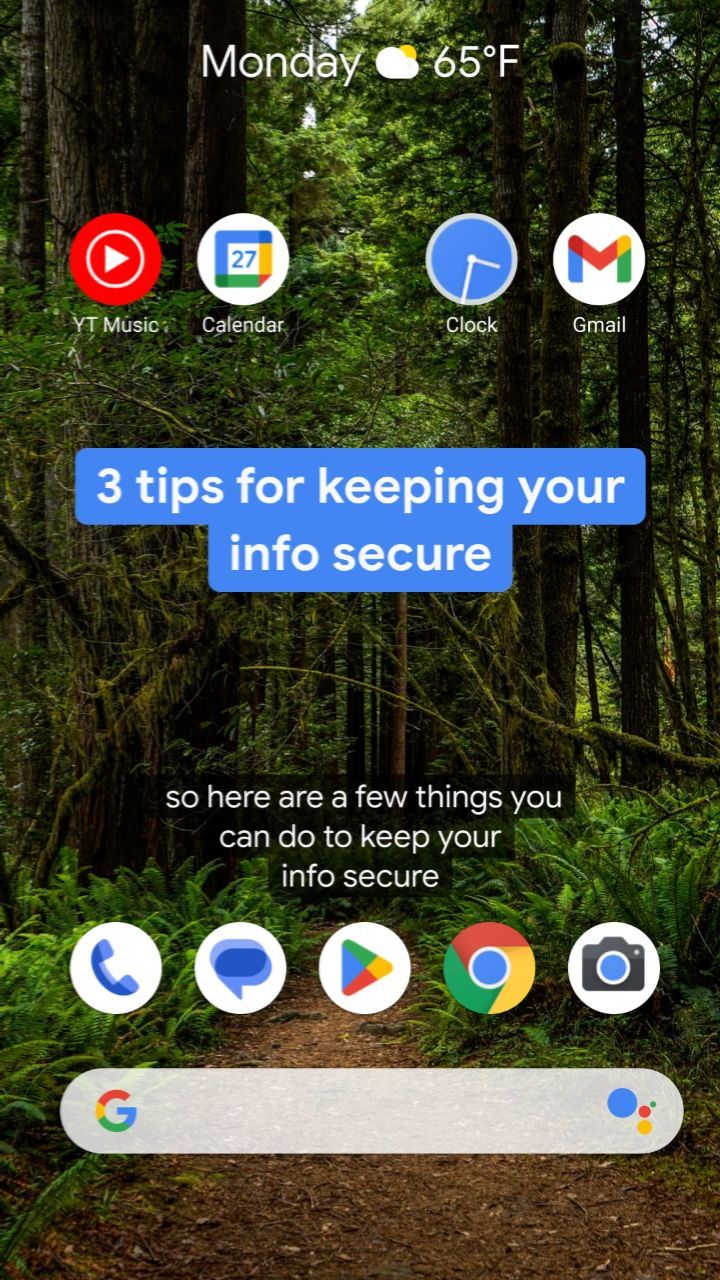 Monday 65°F
27
YT Music Calendar Clock Gmail
3 tips for keeping your
info secure
so here are a few things you
can do to keep your
info secure
G